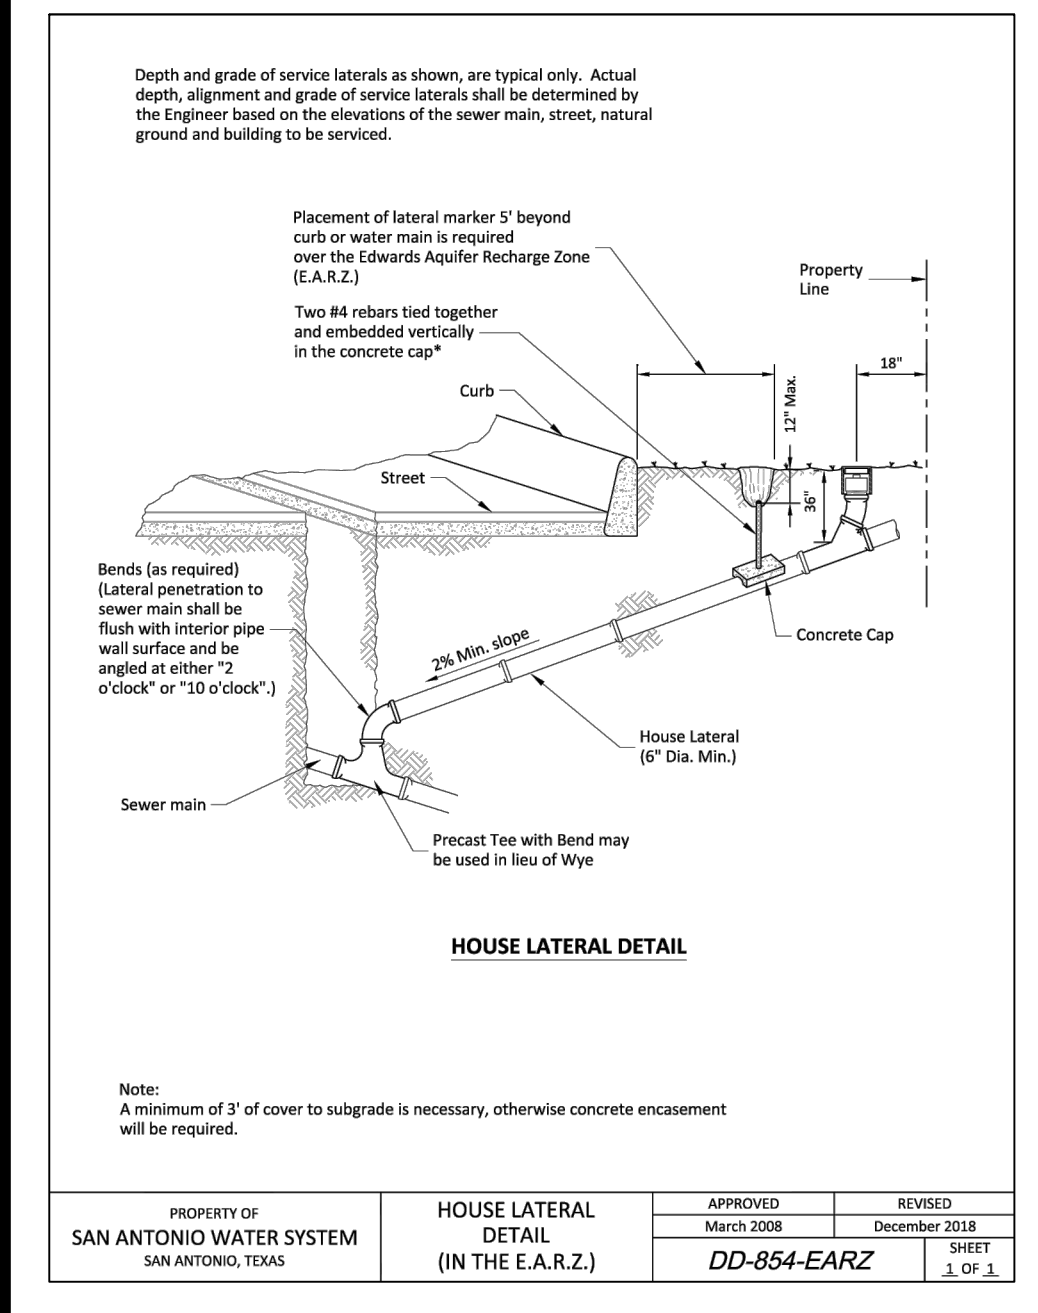 Depth and grade of service laterals as shown, are typical only.  Actual
depth, alignment and grade of service laterals shall be determined by
the Engineer based on the elevations of the sewer main, street, natural
ground and building to be serviced.
Placement of lateral marker 5' beyond
curb or water main is required
over the Edwards Aquifer Recharge Zone
(E.A.R.Z.)
Property
Line
Two #4 rebars tied together
and embedded vertically
in the concrete cap*
18"
12" Max.
Curb
Street
36"
Bends (as required)
(Lateral penetration to
sewer main shall be
flush with interior pipe
wall surface and be
angled at either "2
o'clock" or "10 o'clock".)
2% Min. slope
Concrete Cap
House Lateral
(6" Dia. Min.)
Sewer main
Precast Tee with Bend may
be used in lieu of Wye
HOUSE LATERAL DETAIL
Note:
A minimum of 3' of cover to subgrade is necessary, otherwise concrete encasement
will be required.
PROPERTY OF
SAN ANTONIO WATER SYSTEM
SAN ANTONIO, TEXAS
HOUSE LATERAL
DETAIL
(IN THE E.A.R.Z.)
APPROVED
March 2008
REVISED
December 2018
DD-854-EARZ
SHEET
1 OF 1